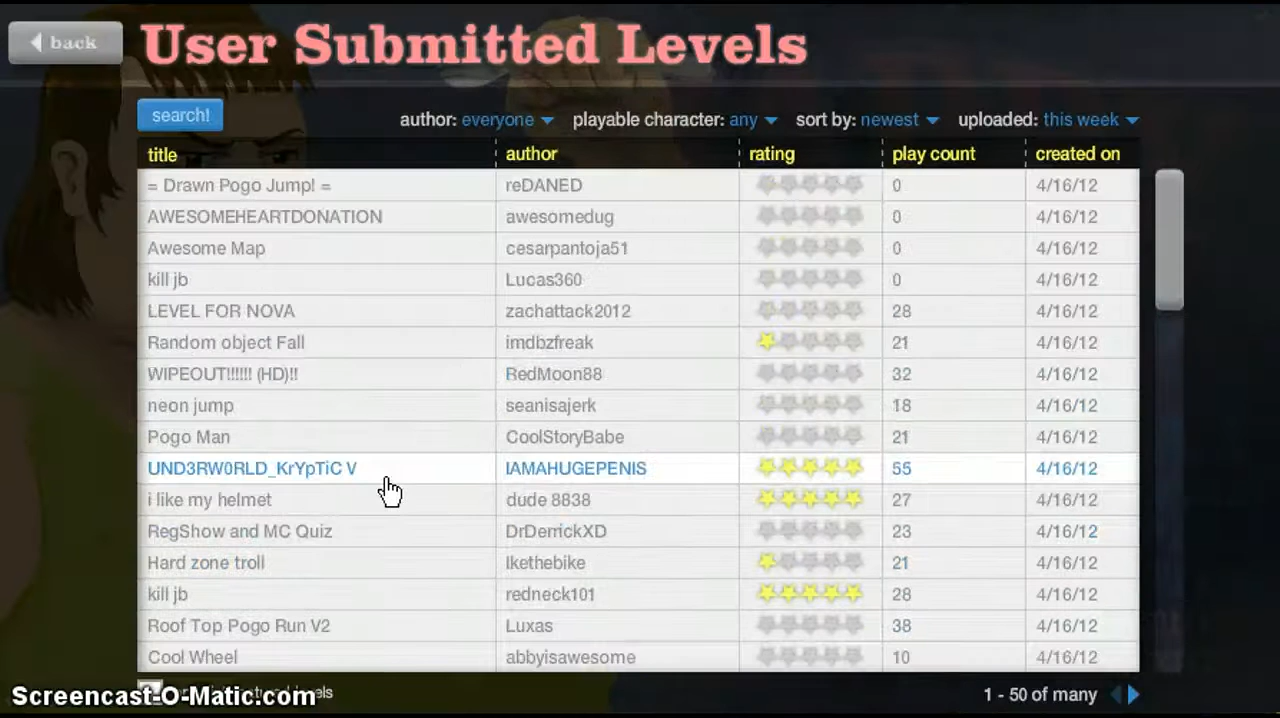 back
User Submitted Levels
search!
author: everyone playable character: any sort by: newest uploaded: this week
title author rating play count created on
= Drawn Pogo Jump! = reDANED 0 4/16/12
AWESOMEHEARTDONATION awesomedug 0 4/16/12
Awesome Map cesarpantoja51 0 4/16/12
kill jb Lucas360 0 4/16/12
LEVEL FOR NOVA zachattack2012 28 4/16/12
Random object Fall imdbzfreak 21 4/16/12
WIPEOUT!!!!!! (HD)!! RedMoon88 32 4/16/12
neon jump seanisajerk 18 4/16/12
Pogo Man CoolStoryBabe 21 4/16/12
UND3RW0RLD_KrYpTiC V IAMAHUGEPENIS 55 4/16/12
i like my helmet dude 8838 27 4/16/12
RegShow and MC Quiz DrDerrickXD 23 4/16/12
Hard zone troll Ikethebike 21 4/16/12
kill jb redneck101 28 4/16/12
Roof Top Pogo Run V2 Luxas 38 4/16/12
Cool Wheel abbyisawesome 10 4/16/12
Screencast-O-Matic.com 1 - 50 of many